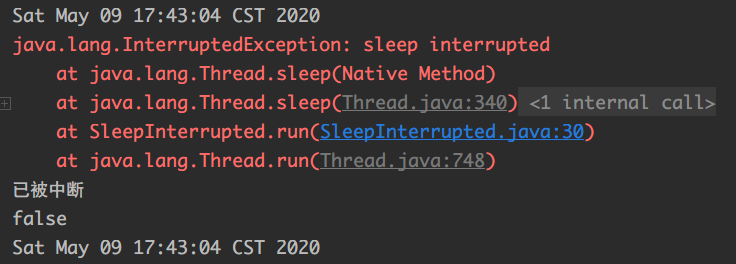 Sat May 09 17:43:04 CST 2020
java.lang.InterruptedException: sleep interrupted
at java.lang.Thread.sleep(Native Method)
at java.lang.Thread.sleep(Thread.java:340) <1 internal call>
at SleepInterrupted.run(SleepInterrupted.java:30)
at java.lang.Thread.run(Thread.java:748)
已被中断
false
Sat May 09 17:43:04 CST 2020